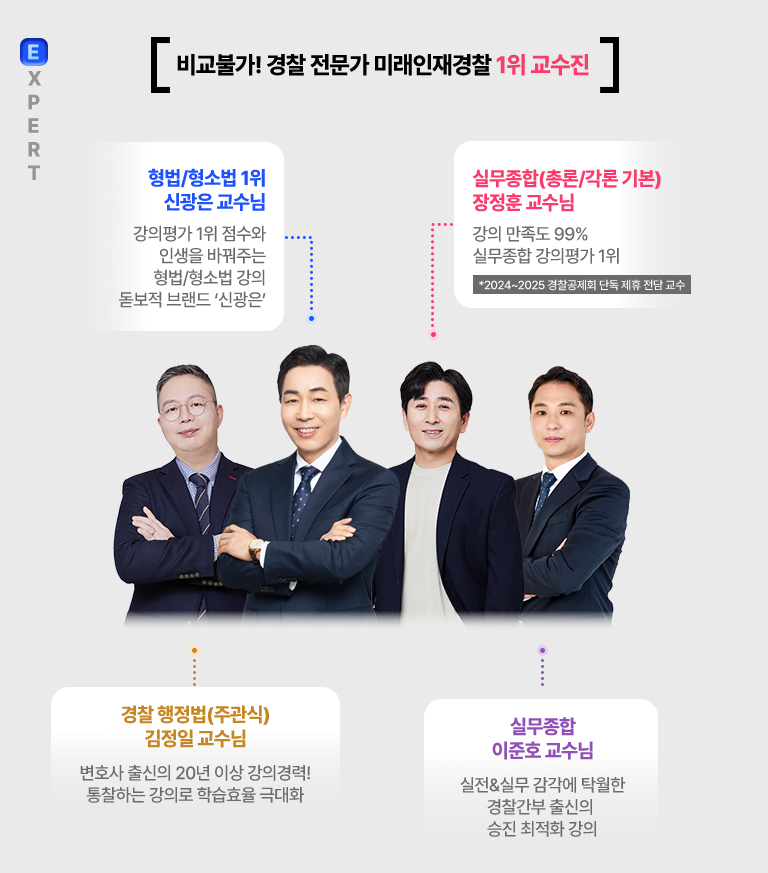 EXPERT
비교불가! 경찰 전문가 미래인재경찰 1위 교수진
형법/형소법 1위
신광은 교수님
강의평가 1위 점수와
인생을 바꿔주는
형법/형소법 강의
독보적 브랜드 ‘신광은’
실무종합(총론/각론 기본)
장정훈 교수님
강의 만족도 99%
실무종합 강의평가 1위
*2024~2025 경찰공제회 단독 제휴 전담 교수
경찰 행정법(주관식)
김정일 교수님
변호사 출신의 20년 이상 강의경력!
통찰하는 강의로 학습효율 극대화
실무종합
이준호 교수님
실전&실무 감각에 탁월한
경찰간부 출신의
승진 최적화 강의